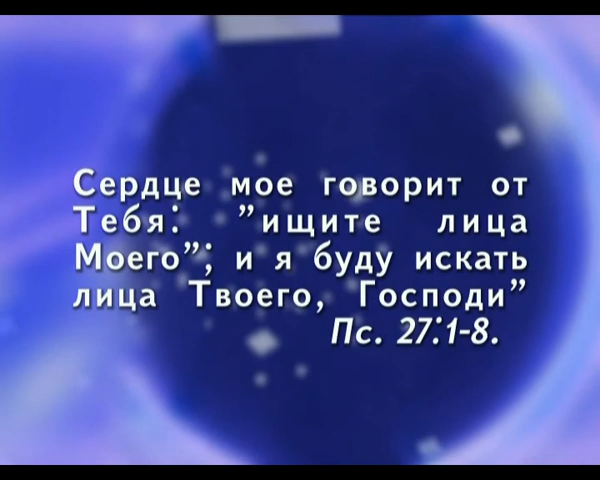 Сердце мое говорит от
Тебя: "ищите лица
Моего"; и я буду искать
лица Твоего, Господи"
Пс. 27:1-8.